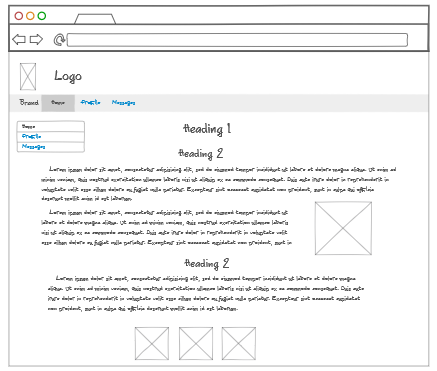 Logo
Brand Home Profile Messages
Home
Profile
Messages
Heading 1
Heading 2
Lorem ipsum dolor sit amet, consectetur adipiscing elit, sed do eiusmod tempor incididunt ut labore et dolore magna aliqua. Ut enim ad
minim veniam, quis nostrud exercitation ullamco laboris nisi ut aliquip ex ea commodo consequat. Duis aute irure dolor in reprehenderit in
voluptate velit esse cillum dolore eu fugiat nulla pariatur. Excepteur sint occaecat cupidatat non proident, sunt in culpa qui officia
deserunt mollit anim id est laborum.
Lorem ipsum dolor sit amet, consectetur adipiscing elit, sed do eiusmod tempor incididunt ut
labore et dolore magna aliqua. Ut enim ad minim veniam, quis nostrud exercitation ullamco laboris
nisi ut aliquip ex ea commodo consequat. Duis aute irure dolor in reprehenderit in voluptate velit
esse cillum dolore eu fugiat nulla pariatur. Excepteur sint occaecat cupidatat non proident, sunt in
Heading 2
Lorem ipsum dolor sit amet, consectetur adipiscing elit, sed do eiusmod tempor incididunt ut labore et dolore magna
aliqua. Ut enim ad minim veniam, quis nostrud exercitation ullamco laboris nisi ut aliquip ex ea commodo consequat. Duis aute
irure dolor in reprehenderit in voluptate velit esse cillum dolore eu fugiat nulla pariatur. Excepteur sint occaecat cupidatat
non proident, sunt in culpa qui officia deserunt mollit anim id est laborum.